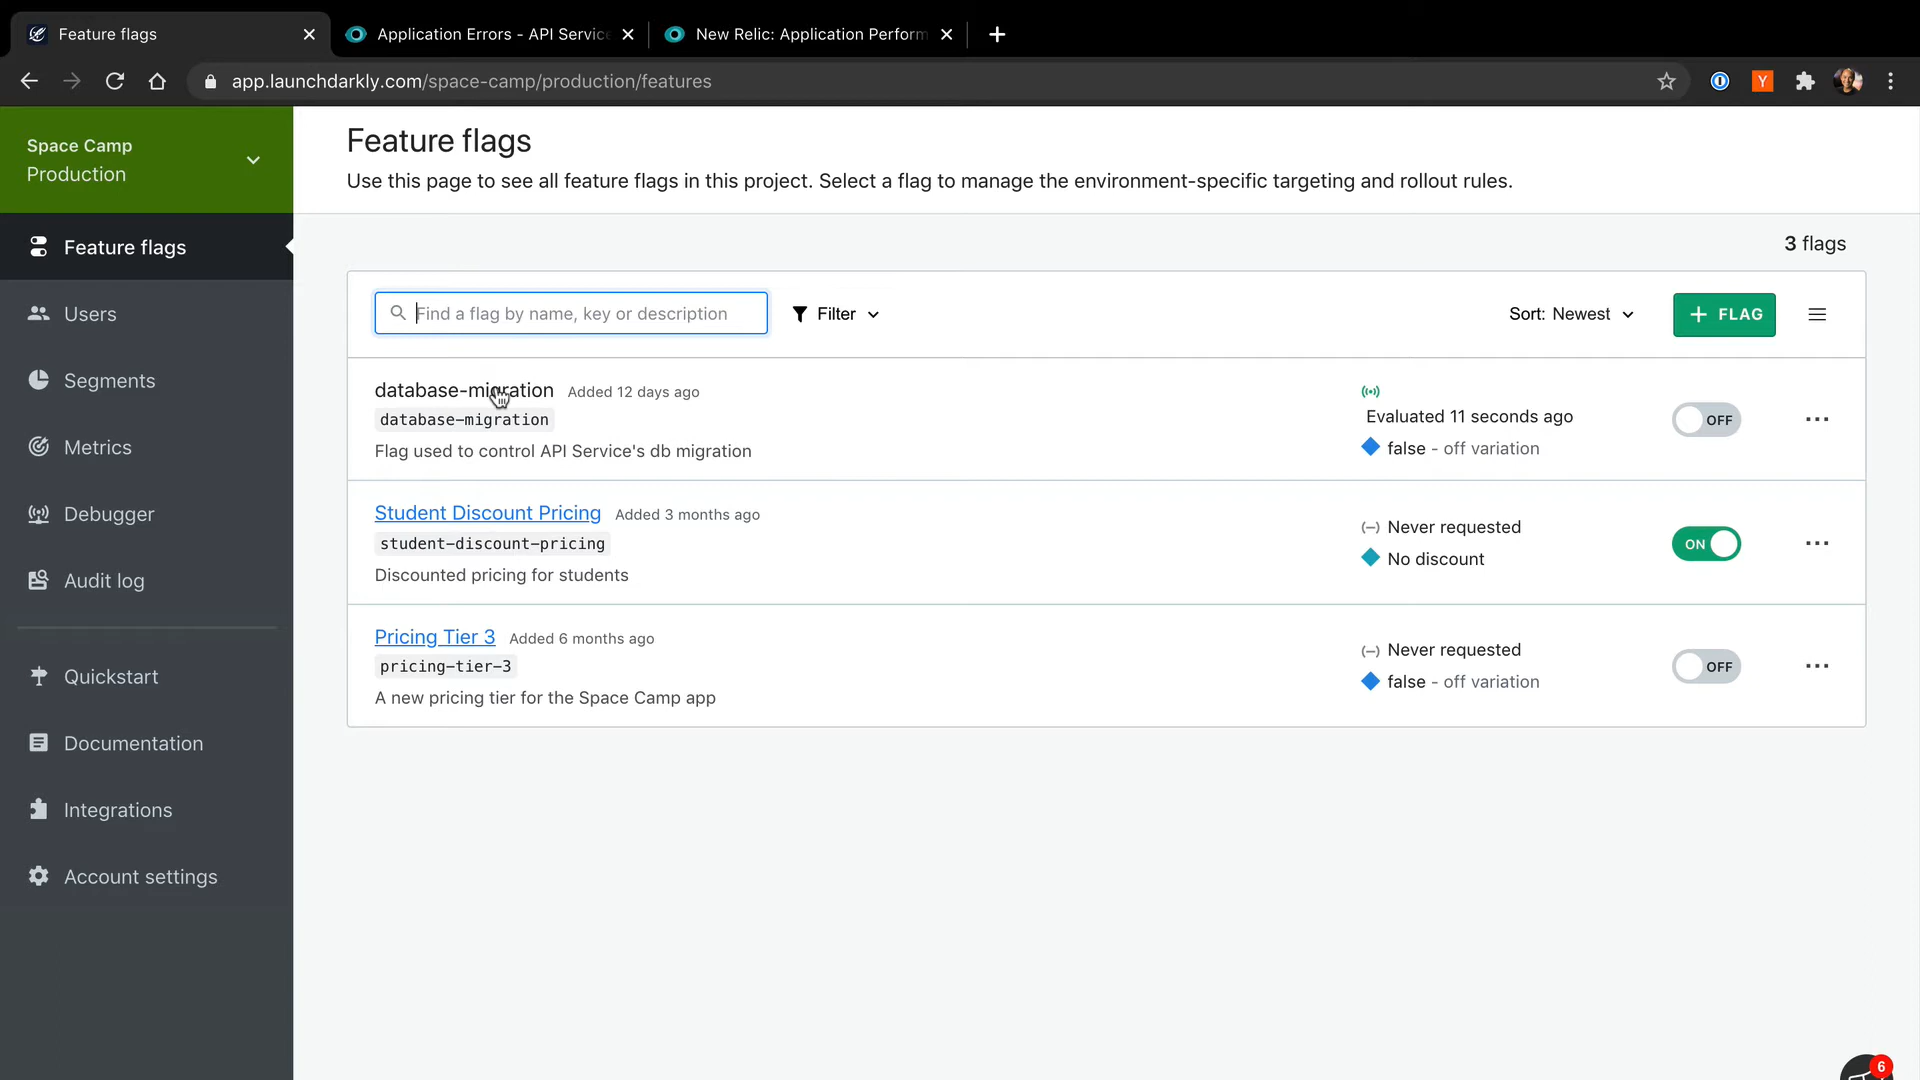 Feature flags
Application Errors - API Service
New Relic: Application Perform
app.launchdarkly.com/space-camp/production/features
Y
Space Camp
Production
Feature flags
Users
Segments
Metrics
Debugger
Audit log
Quickstart
Documentation
Integrations
Account settings
Feature flags
Use this page to see all feature flags in this project. Select a flag to manage the environment-specific targeting and rollout rules.
3 flags
Find a flag by name, key or description
Filter
Sort: Newest
+ FLAG
database-migration Added 12 days ago
database-migration
Flag used to control API Service's db migration
Evaluated 11 seconds ago
false - off variation
OFF
Student Discount Pricing Added 3 months ago
student-discount-pricing
Discounted pricing for students
Never requested
No discount
ON
Pricing Tier 3 Added 6 months ago
pricing-tier-3
A new pricing tier for the Space Camp app
Never requested
false - off variation
OFF
6